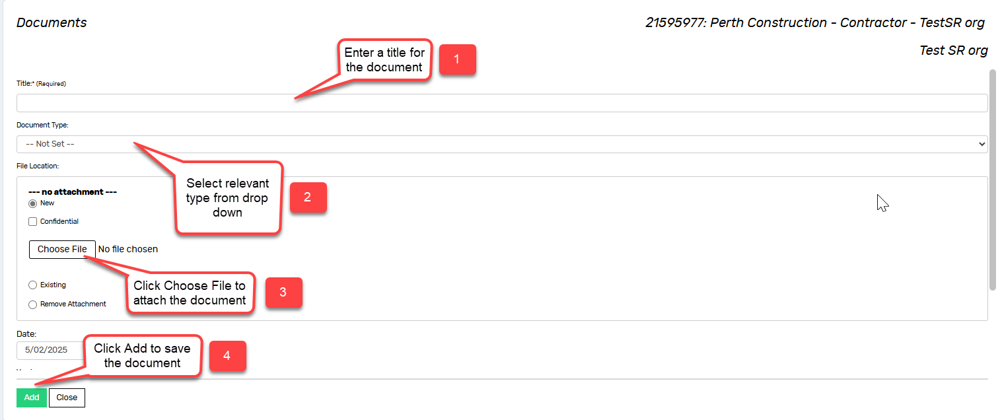 Documents
21595977: Perth Construction - Contractor - TestSR org
Test SR org
Enter a title for
the document
1
Title:* (Required)
Document Type:
-- Not Set --
File Location:
Select relevant
type from drop
down
2
--- no attachment ---
New
Confidential
Choose File No file chosen
Click Choose File to
attach the document
3
Existing
Remove Attachment
Date:
5/02/2025
Click Add to save
the document
4
Add Close